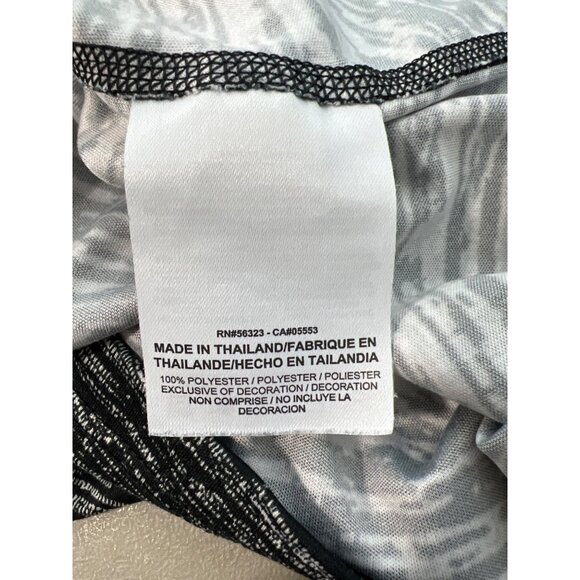 RN#56323 - CA#05553
MADE IN THAILAND/FABRIQUE EN
THAILANDE/HECHO EN TAILANDIA
100% POLYESTER / POLYESTER / POLIESTER
EXCLUSIVE OF DECORATION / DECORATION
NON COMPRISE / NO INCLUYE LA
DECORACION